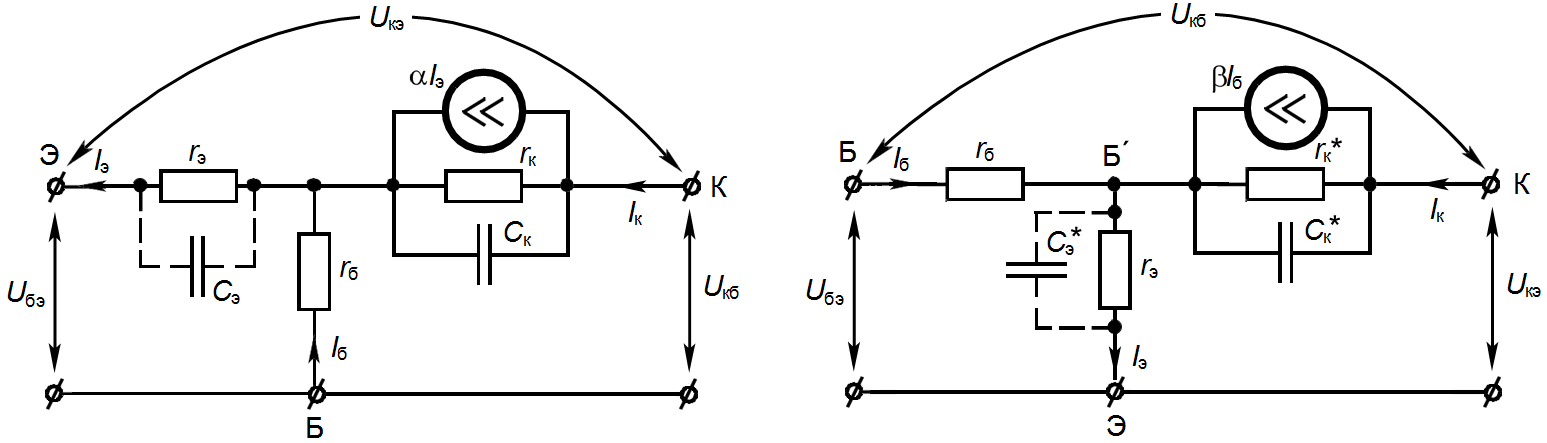 Uкэ
αIэ
Э
Iэ
rэ
rк
К
Iк
Cк
Cэ
rб
Uбэ
Uкб
Iб
Б
Uкб
βIб
Б
Iб
rб
Б´
rк*
К
Iк
Cэ*
Cк*
rэ
Uбэ
Uкэ
Iэ
Э